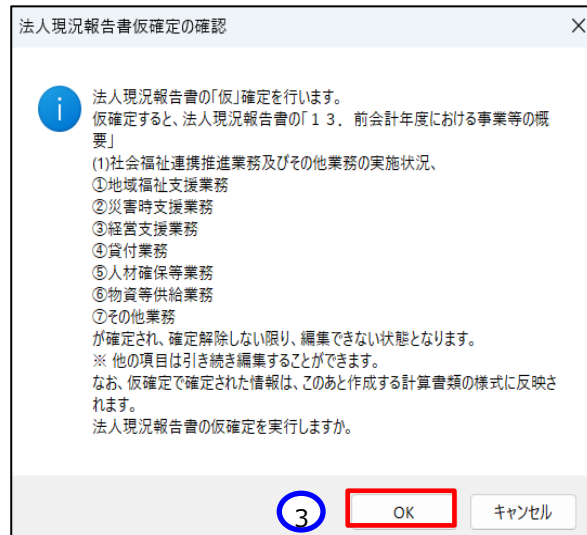 法人現況報告書仮確定の確認
法人現況報告書の「仮」確定を行います。
仮確定すると、法人現況報告書の「１３．前会計年度における事業等の概
要」
(1)社会福祉連携推進業務及びその他業務の実施状況、
①地域福祉支援業務
②災害時支援業務
③経営支援業務
④貸付業務
⑤人材確保等業務
⑥物資等供給業務
⑦その他業務
が確定され、確定解除しない限り、編集できない状態となります。
※ 他の項目は引き続き編集することができます。
なお、仮確定で確定された情報は、このあと作成する計算書類の様式に反映さ
れます。
法人現況報告書の仮確定を実行しますか。
3
OK
キャンセル